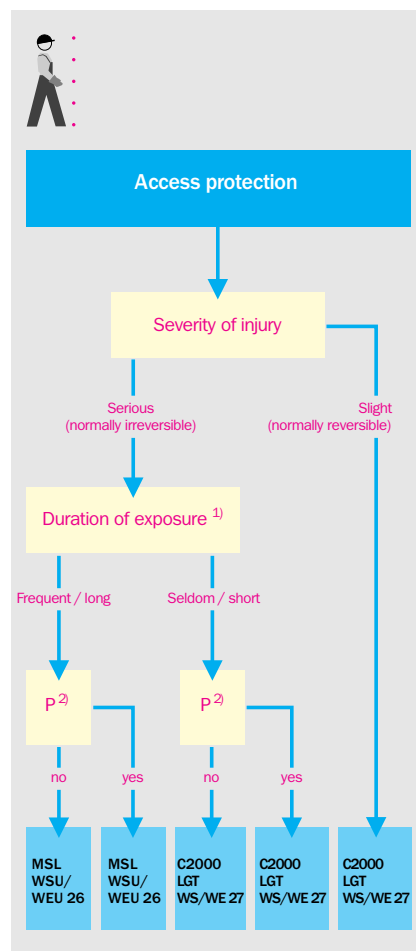 Access protection
Severity of injury
Serious
(normally irreversible)
Slight
(normally reversible)
Duration of exposure 1)
Frequent / long
Seldom / short
P 2)
P 2)
no
yes
no
yes
MSL
WSU/
WEU 26
MSL
WSU/
WEU 26
C2000
LGT
WS/WE 27
C2000
LGT
WS/WE 27
C2000
LGT
WS/WE 27